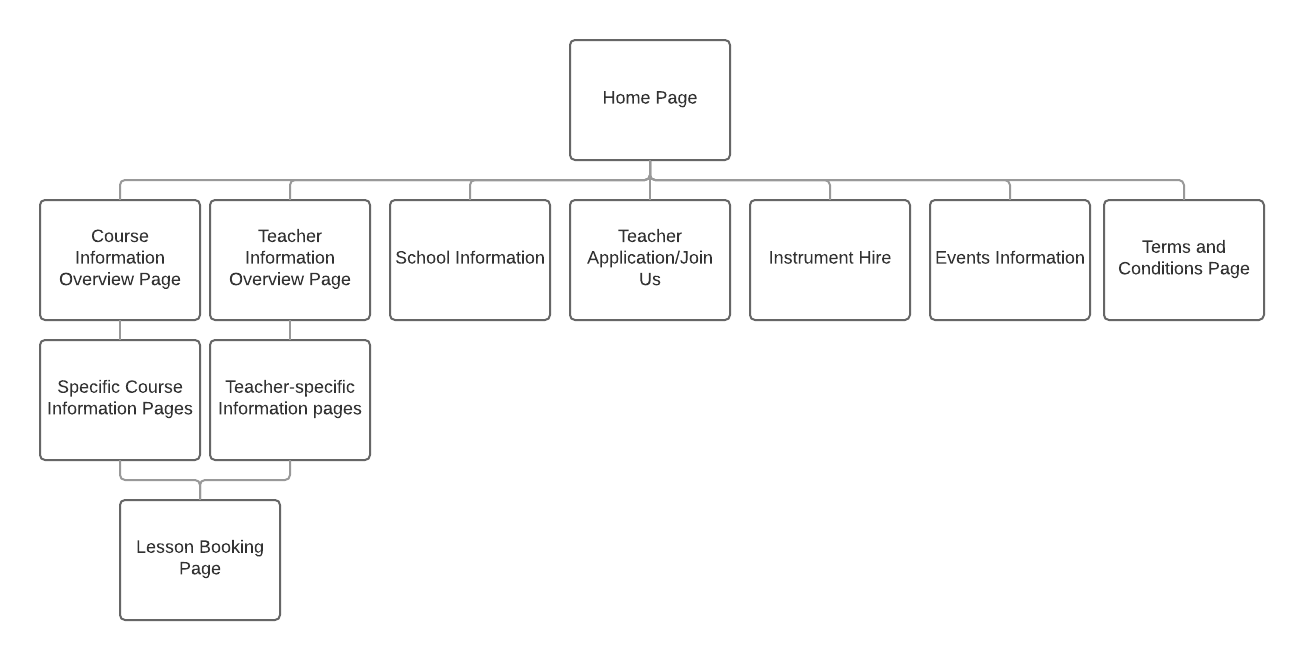 Home Page
Course
Information
Overview Page
Teacher
Information
Overview Page
School Information
Teacher
Application/Join
Us
Instrument Hire
Events Information
Terms and
Conditions Page
Specific Course
Information Pages
Teacher-specific
Information pages
Lesson Booking
Page